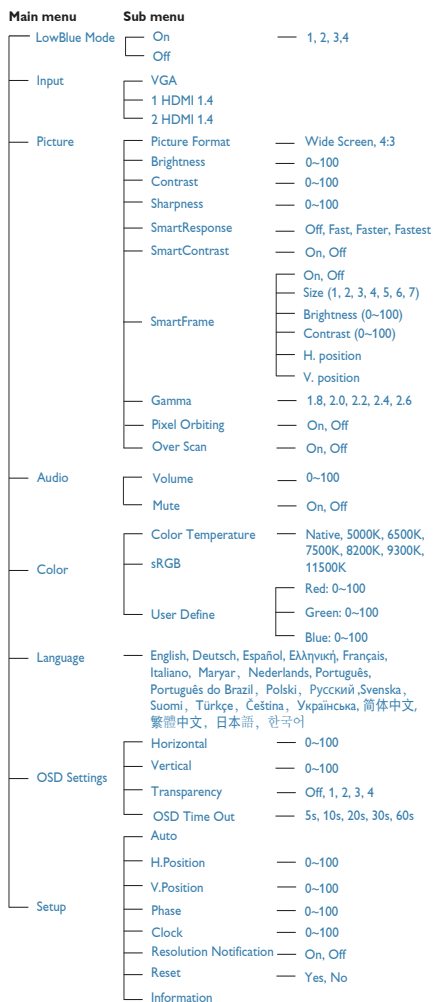 Main menu Sub menu
LowBlue Mode On 1, 2, 3,4
Off
Input VGA
1 HDMI 1.4
2 HDMI 1.4
Picture Picture Format Wide Screen, 4:3
Brightness 0~100
Contrast 0~100
Sharpness 0~100
SmartResponse Off, Fast, Faster, Fastest
SmartContrast On, Off
SmartFrame On, Off
Size (1, 2, 3, 4, 5, 6, 7)
Brightness (0~100)
Contrast (0~100)
H. position
V. position
Gamma 1.8, 2.0, 2.2, 2.4, 2.6
Pixel Orbiting On, Off
Over Scan On, Off
Audio Volume 0~100
Mute On, Off
Color Color Temperature Native, 5000K, 6500K,
7500K, 8200K, 9300K,
11500K
sRGB
User Define Red: 0~100
Green: 0~100
Blue: 0~100
Language English, Deutsch, Español, Ελληνική, Français,
Italiano, Maryar, Nederlands, Português,
Português do Brazil, Polski, Русский ,Svenska,
Suomi, Türkçe, Čeština, Українська, 简体中文,
繁體中文, 日本語, 한국어
OSD Settings Horizontal 0~100
Vertical 0~100
Transparency Off, 1, 2, 3, 4
OSD Time Out 5s, 10s, 20s, 30s, 60s
Setup Auto
H.Position 0~100
V.Position 0~100
Phase 0~100
Clock 0~100
Resolution Notification On, Off
Reset Yes, No
Information